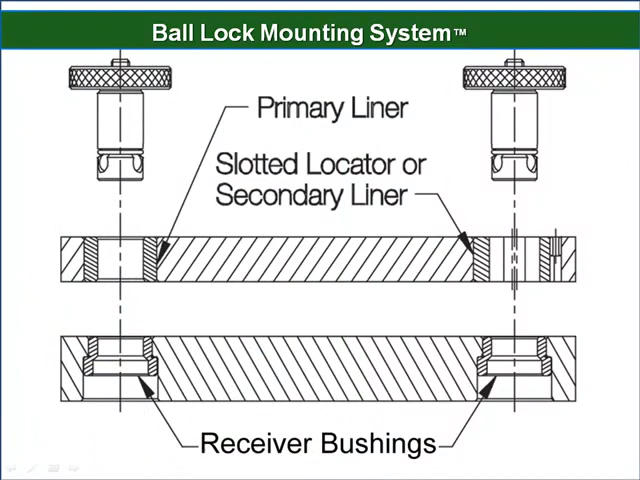 Ball Lock Mounting System™
Primary Liner
Slotted Locator or
Secondary Liner
Receiver Bushings